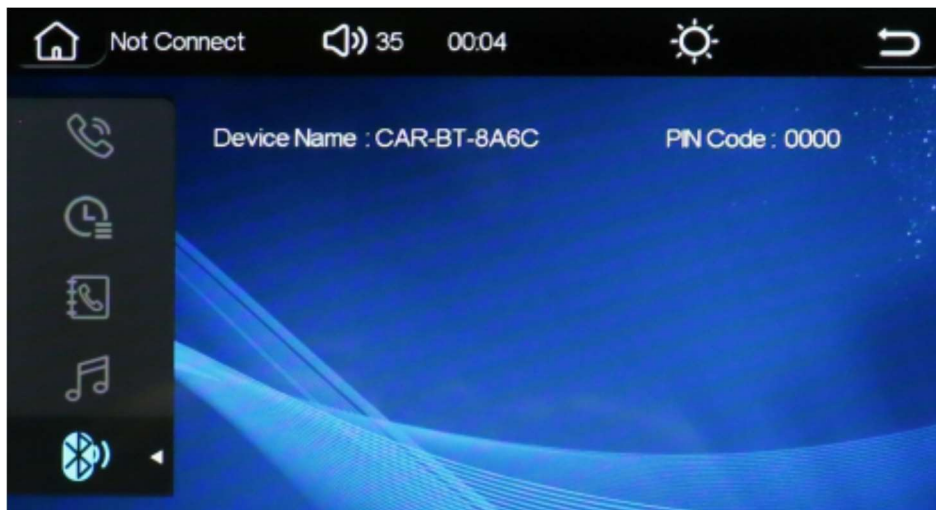 Not Connect 35 00:04
Device Name : CAR-BT-8A6C PIN Code : 0000